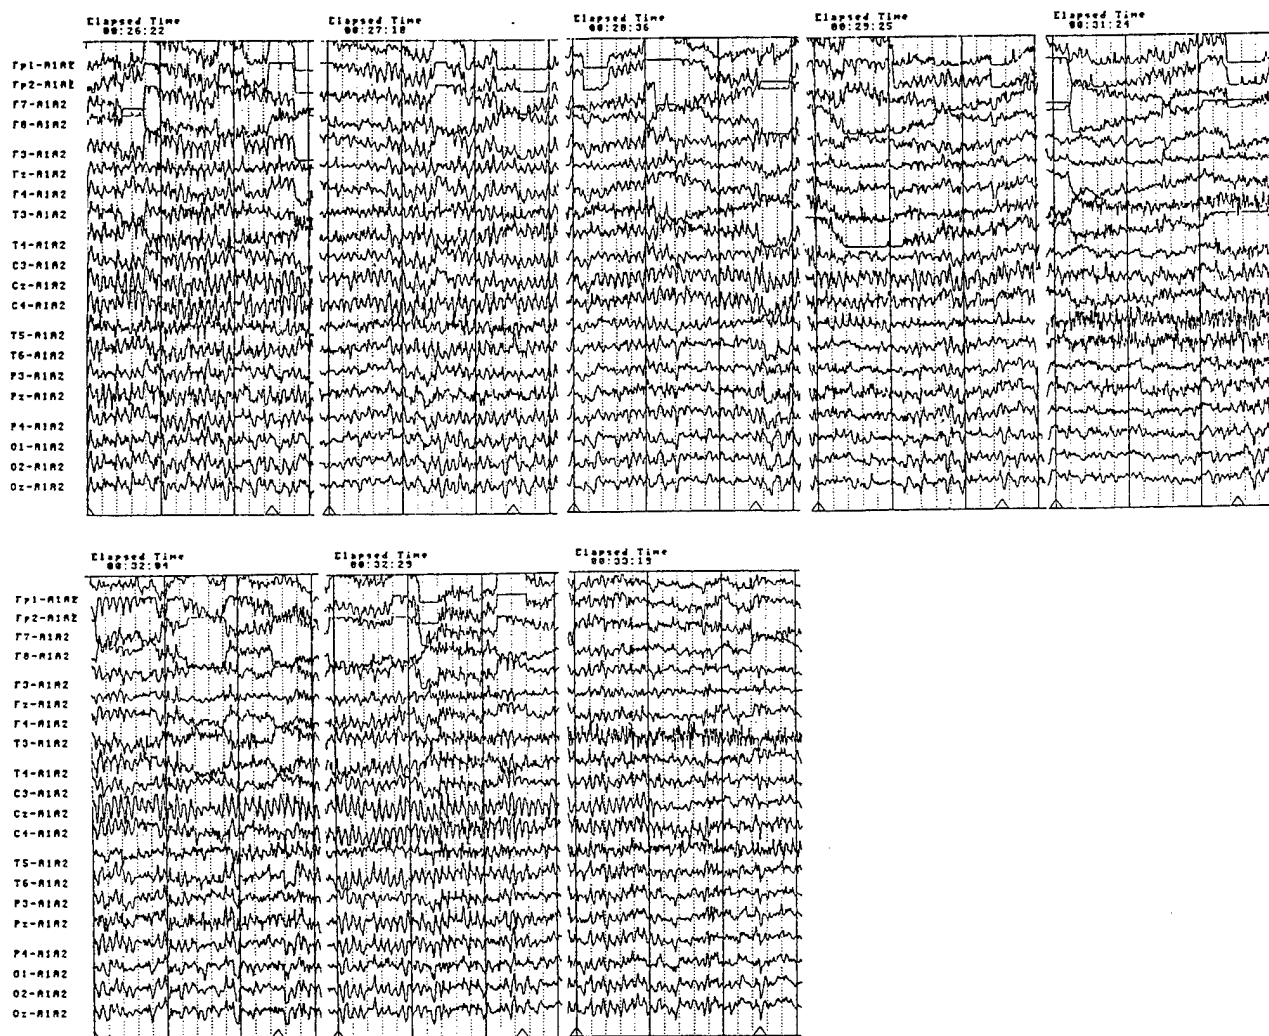 Elapsed Time
00:26:22
Elapsed Time
00:27:18
Elapsed Time
00:28:36
Elapsed Time
00:29:25
Elapsed Time
00:31:24
Fp1-A1A2
Fp2-A1A2
F7-A1A2
F8-A1A2
F3-A1A2
Fz-A1A2
F4-A1A2
T3-A1A2
T4-A1A2
C3-A1A2
Cz-A1A2
C4-A1A2
T5-A1A2
T6-A1A2
P3-A1A2
Pz-A1A2
P4-A1A2
O1-A1A2
O2-A1A2
Oz-A1A2
Elapsed Time
00:32:04
Elapsed Time
00:32:29
Elapsed Time
00:33:19
Fp1-A1A2
Fp2-A1A2
F7-A1A2
F8-A1A2
F3-A1A2
Fz-A1A2
F4-A1A2
T3-A1A2
T4-A1A2
C3-A1A2
Cz-A1A2
C4-A1A2
T5-A1A2
T6-A1A2
P3-A1A2
Pz-A1A2
P4-A1A2
O1-A1A2
O2-A1A2
Oz-A1A2